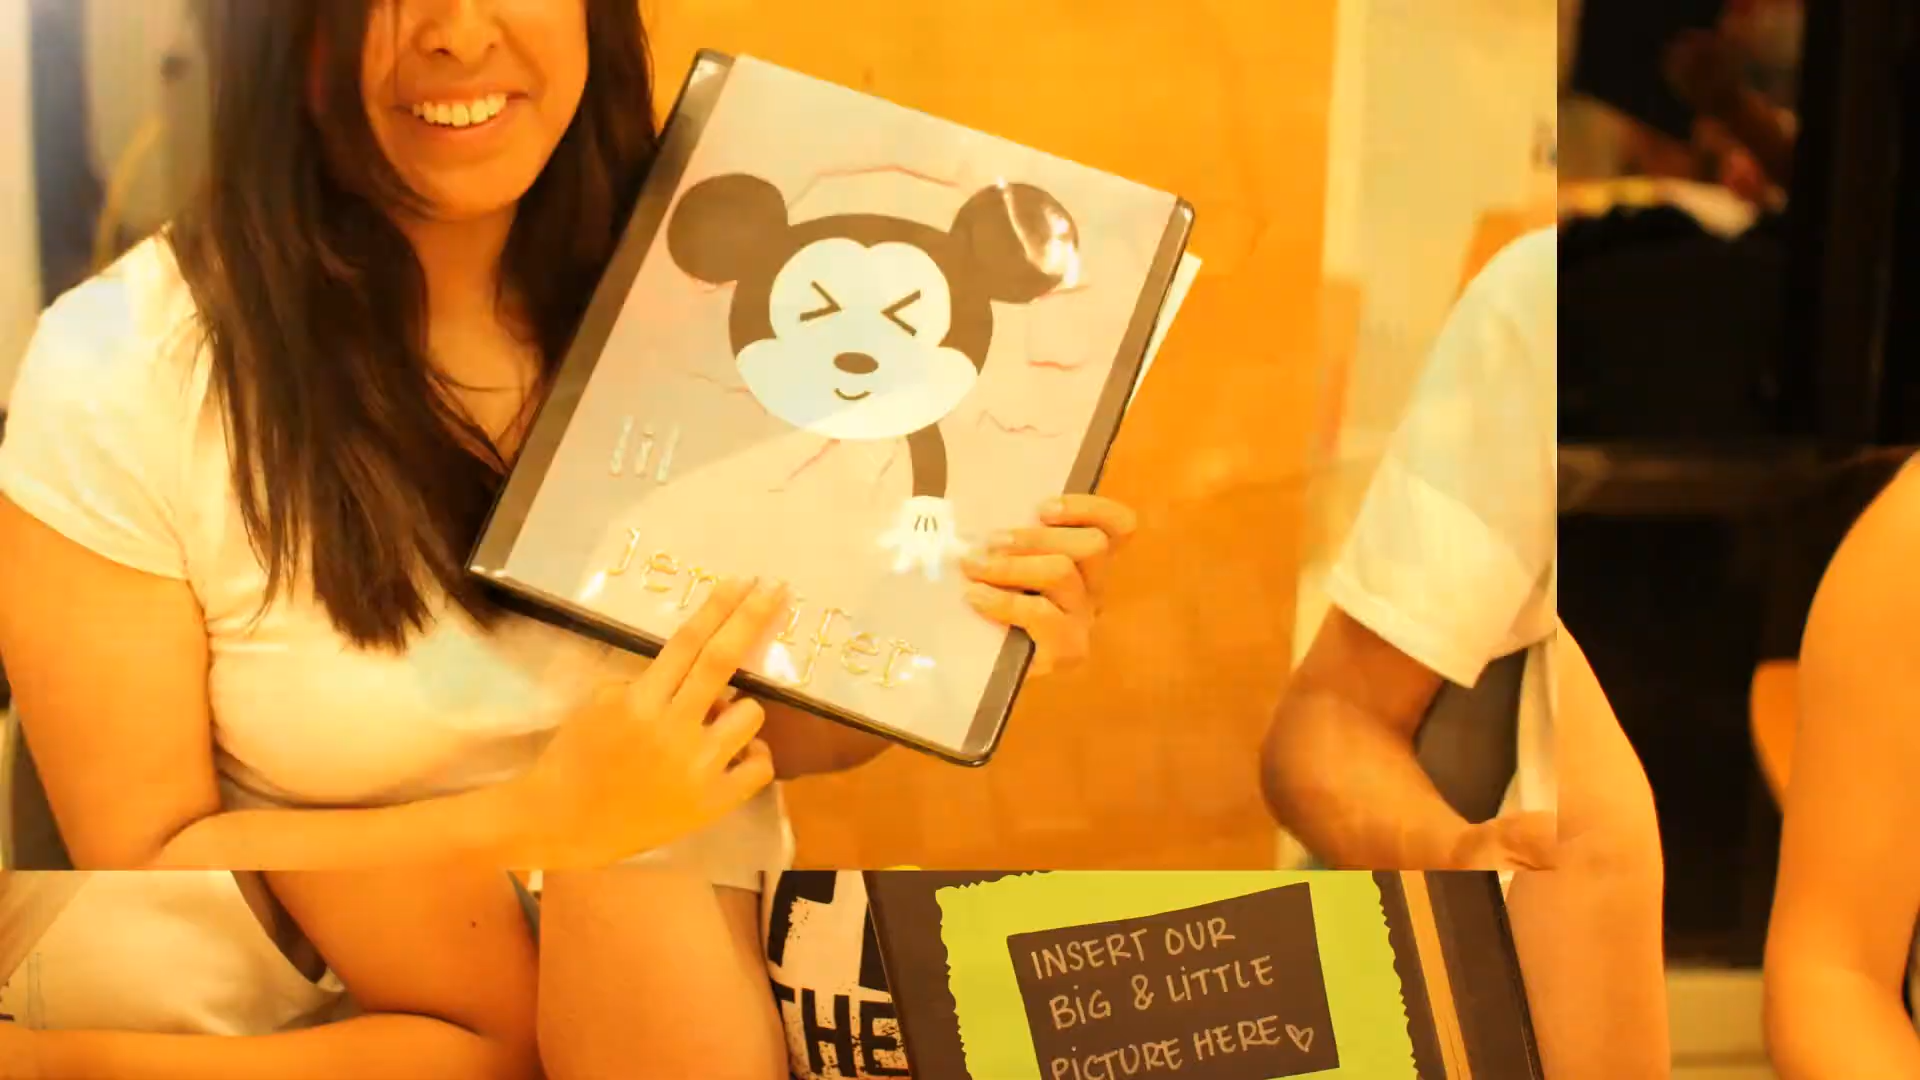 lil
Jennifer
THE
INSERT OUR
BiG & LiTTLE
PiCTURE HERE♡